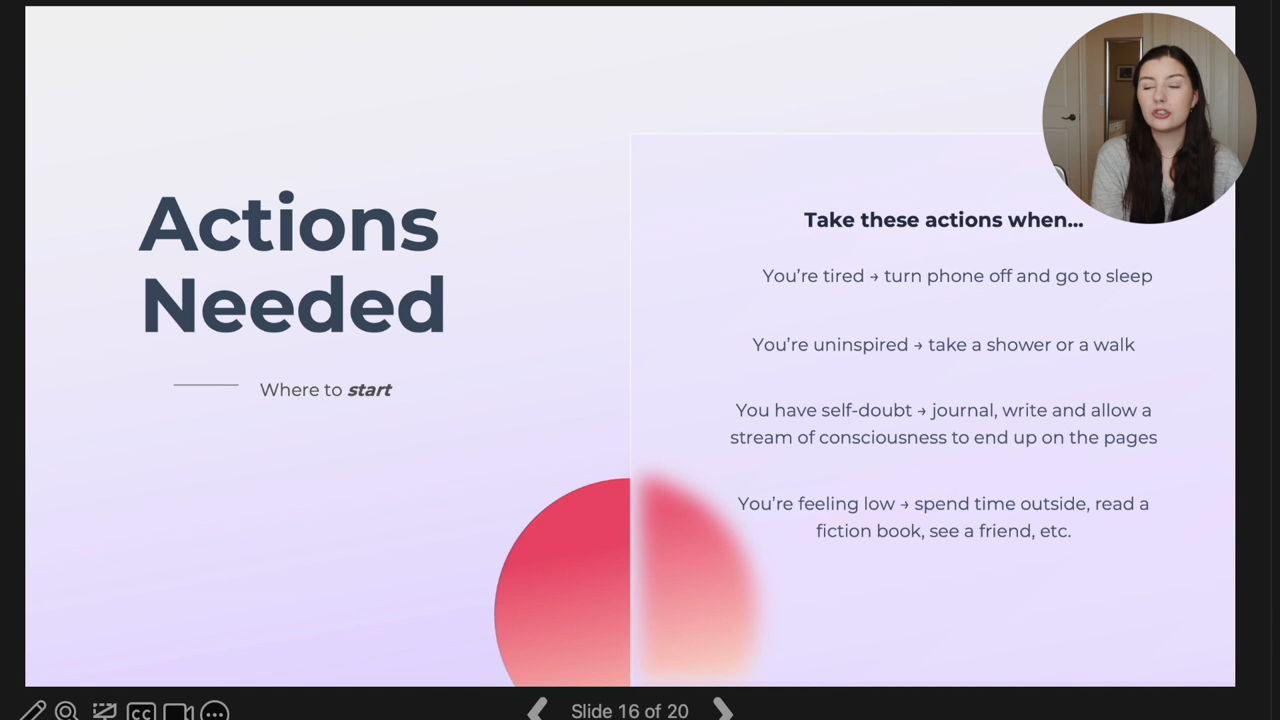 Actions
Needed
Where to start
Take these actions when...
You're tired → turn phone off and go to sleep
You're uninspired → take a shower or a walk
You have self-doubt → journal, write and allow a
stream of consciousness to end up on the pages
You're feeling low → spend time outside, read a
fiction book, see a friend, etc.
CC
Slide 16 of 20